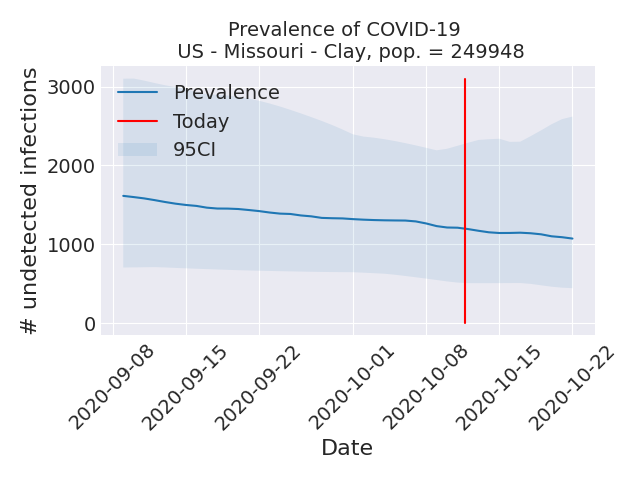 Prevalence of COVID-19
US - Missouri - Clay, pop. = 249948
# undetected infections
3000
2000
1000
0
Prevalence
Today
95CI
2020-09-08
2020-09-15
2020-09-22
2020-10-01
2020-10-08
2020-10-15
2020-10-22
Date